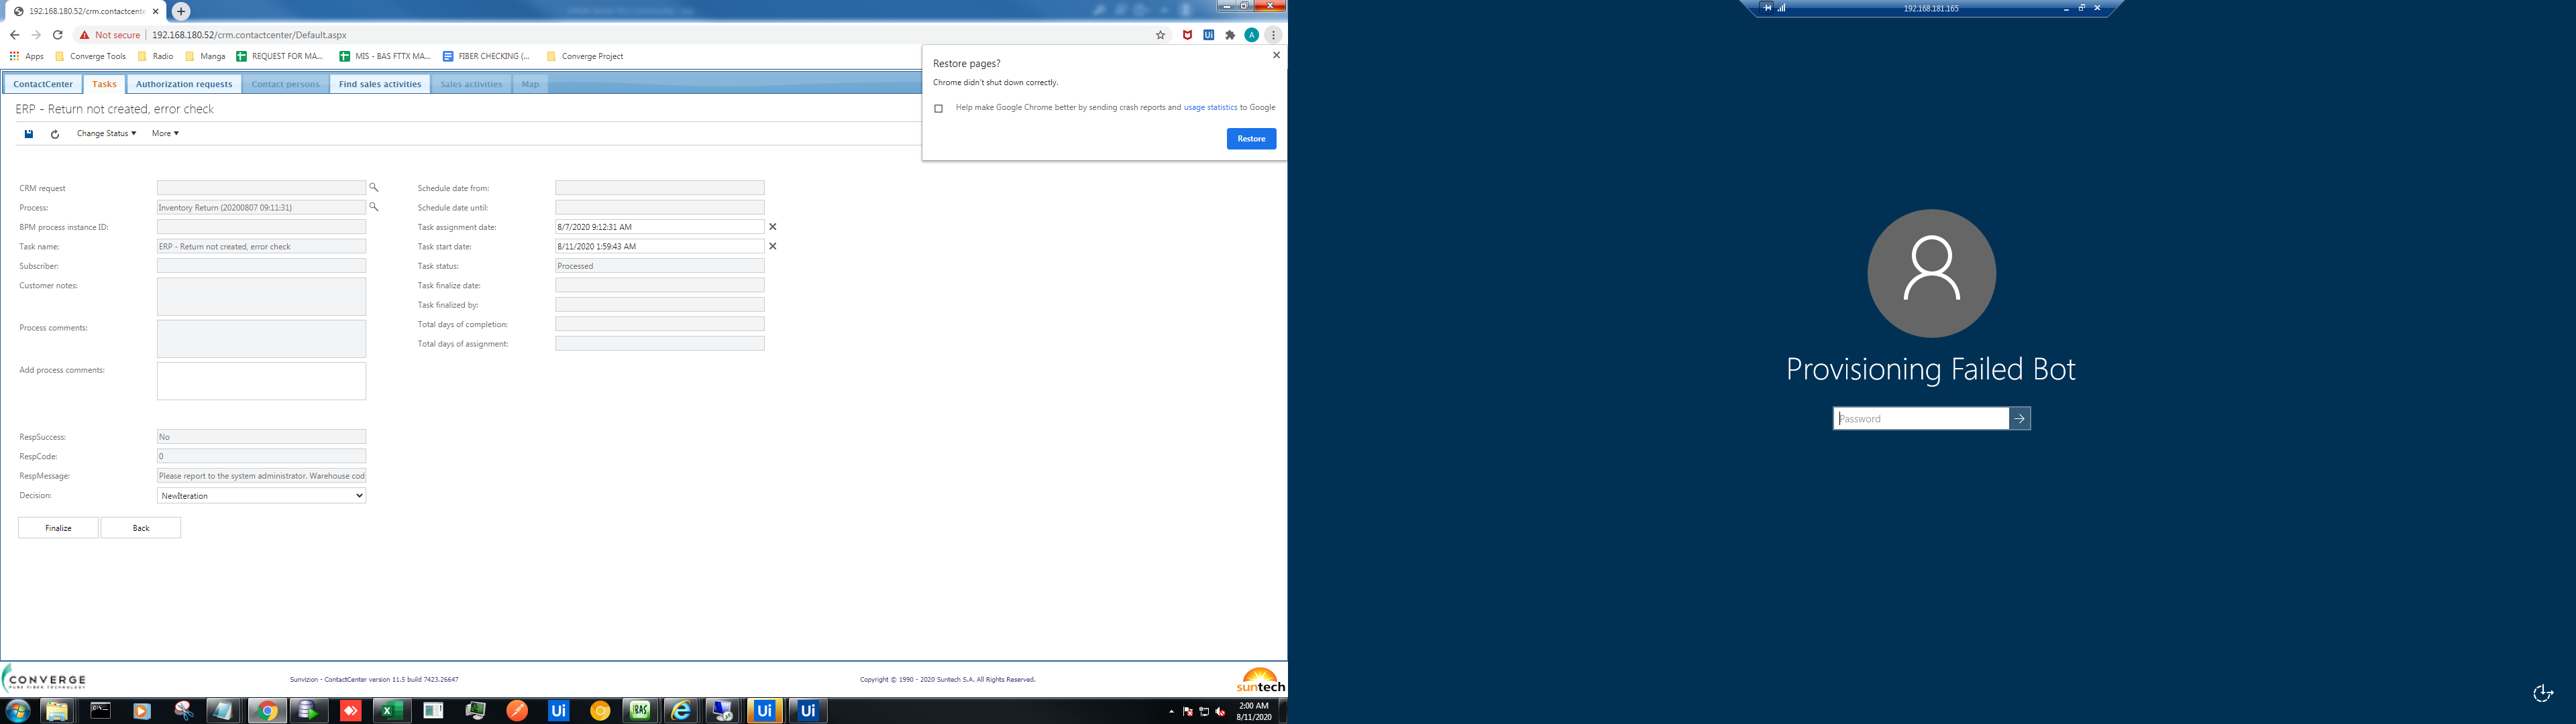 192.168.180.52/crm.contactcente
Not secure | 192.168.180.52/crm.contactcenter/Default.aspx
Apps Converge Tools Radio Manga REQUEST FOR MA... MIS - BAS FTTX MA... FIBER CHECKING (... Converge Project
Restore pages?
Chrome didn't shut down correctly.
Help make Google Chrome better by sending crash reports and usage statistics to Google
Restore
ContactCenter Tasks Authorization requests Contact persons Find sales activities Sales activities Map
ERP - Return not created, error check
Change Status More
CRM request
Process: Inventory Return (20200807 09:11:31)
BPM process instance ID:
Task name: ERP - Return not created, error check
Subscriber:
Customer notes:
Process comments:
Add process comments:
Schedule date from:
Schedule date until:
Task assignment date: 8/7/2020 9:12:31 AM
Task start date: 8/11/2020 1:59:43 AM
Task status: Processed
Task finalize date:
Task finalized by:
Total days of completion:
Total days of assignment:
RespSuccess: No
RespCode: 0
RespMessage: Please report to the system administrator. Warehouse cod
Decision: NewIteration
Finalize Back
CONVERGE
PURE FIBER TECHNOLOGY
Sunvizion - ContactCenter version 11.5 build 7423.26647
Copyright © 1990 - 2020 Suntech S.A. All Rights Reserved.
suntech
Ui
IBAS
Ui
Ui
2:00 AM
8/11/2020
192.168.181.165
Provisioning Failed Bot
Password